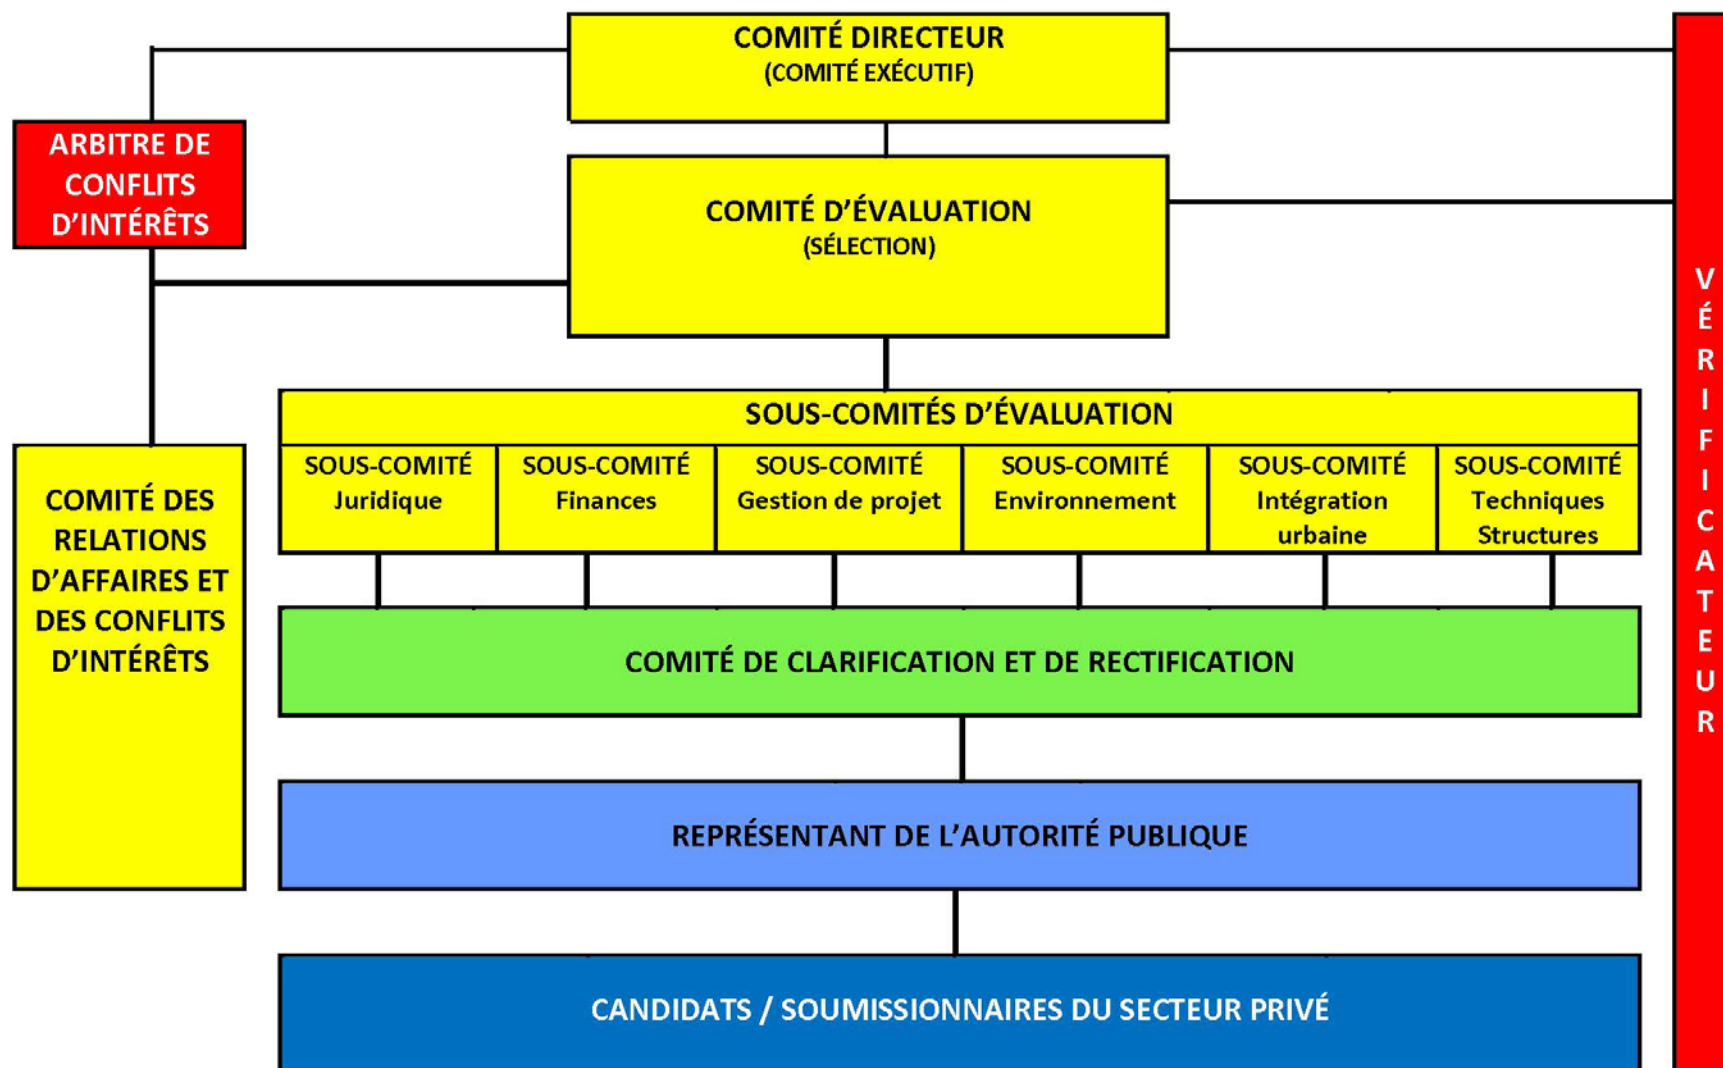 COMITÉ DIRECTEUR
(COMITÉ EXÉCUTIF)
ARBITRE DE
CONFLITS
D’INTÉRÊTS
COMITÉ D’ÉVALUATION
(SÉLECTION)
SOUS-COMITÉS D’ÉVALUATION
SOUS-COMITÉ
Juridique
SOUS-COMITÉ
Finances
SOUS-COMITÉ
Gestion de projet
SOUS-COMITÉ
Environnement
SOUS-COMITÉ
Intégration
urbaine
SOUS-COMITÉ
Techniques
Structures
COMITÉ DES
RELATIONS
D’AFFAIRES ET
DES CONFLITS
D’INTÉRÊTS
COMITÉ DE CLARIFICATION ET DE RECTIFICATION
REPRÉSENTANT DE L’AUTORITÉ PUBLIQUE
CANDIDATS / SOUMISSIONNAIRES DU SECTEUR PRIVÉ
VÉRIFICATEUR